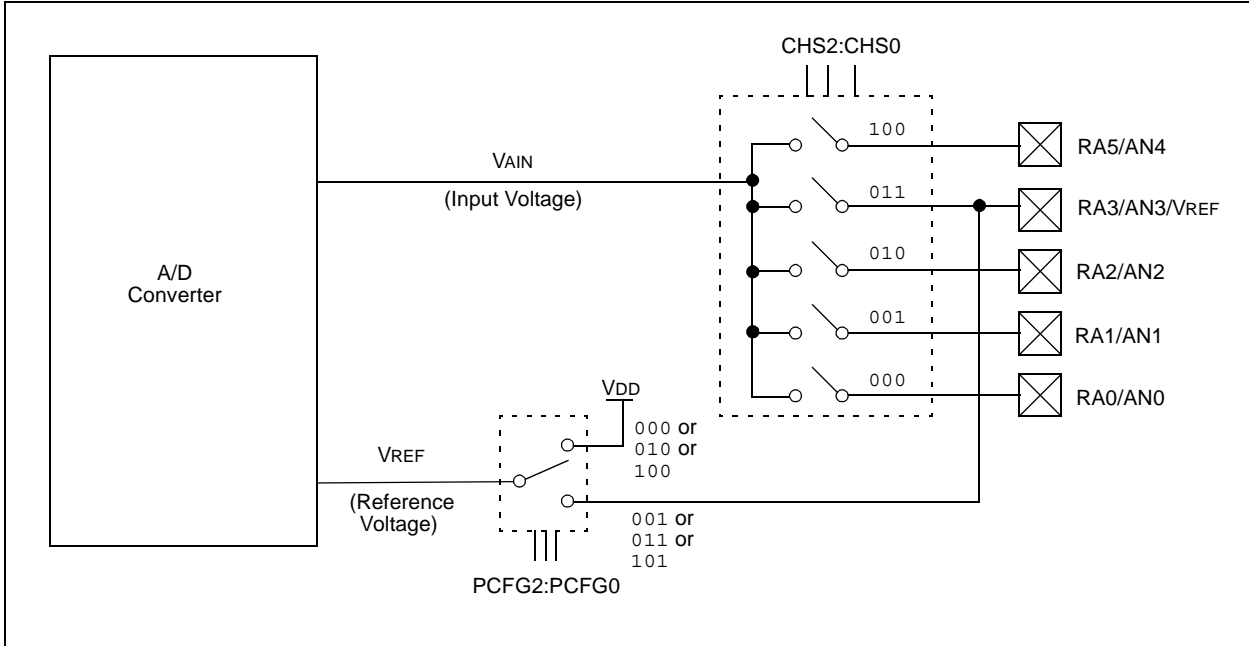 CHS2:CHS0
100
RA5/AN4
VAIN
(Input Voltage)
011
RA3/AN3/VREF
010
RA2/AN2
A/D
Converter
001
RA1/AN1
000
RA0/AN0
VDD
000 or
010 or
100
VREF
(Reference
Voltage)
001 or
011 or
101
PCFG2:PCFG0